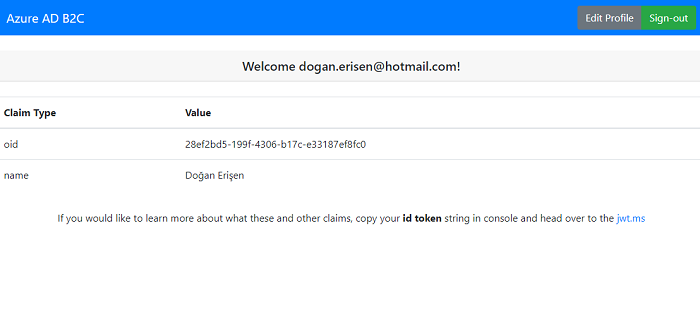 Azure AD B2C Edit Profile Sign-out
Welcome dogan.erisen@hotmail.com!
Claim Type Value
oid 28ef2bd5-199f-4306-b17c-e33187ef8fc0
name Doğan Erişen
If you would like to learn more about what these and other claims, copy your id token string in console and head over to the jwt.ms